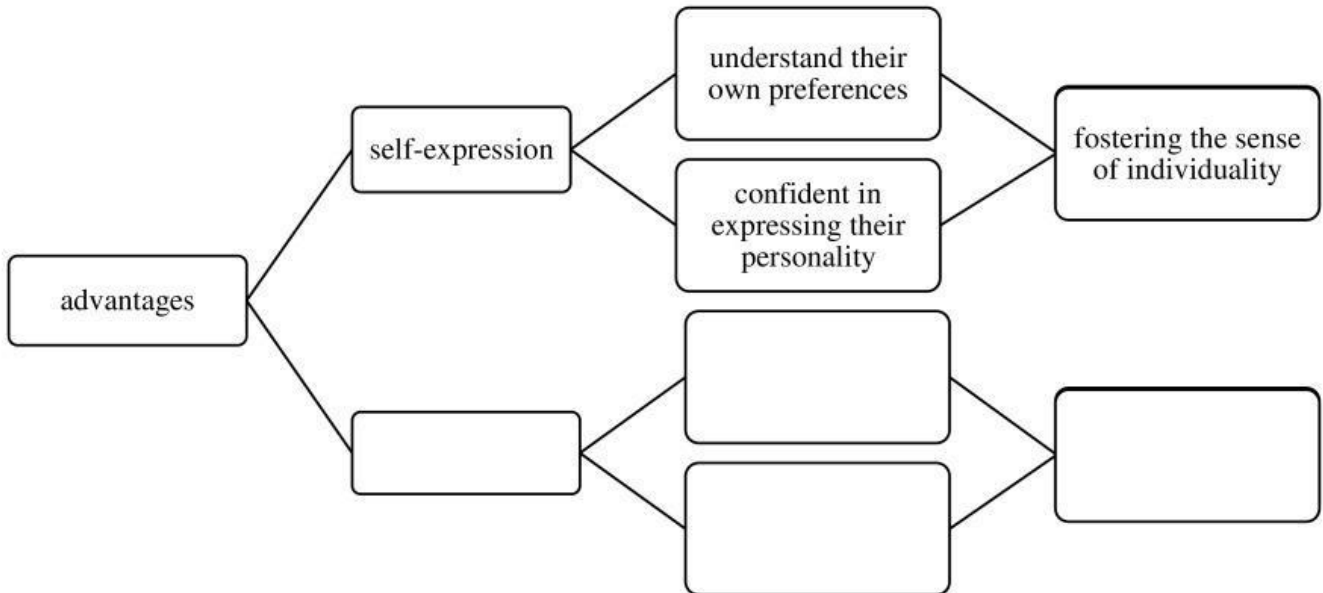 advantages
self-expression
understand their
own preferences
confident in
expressing their
personality
fostering the sense
of individuality